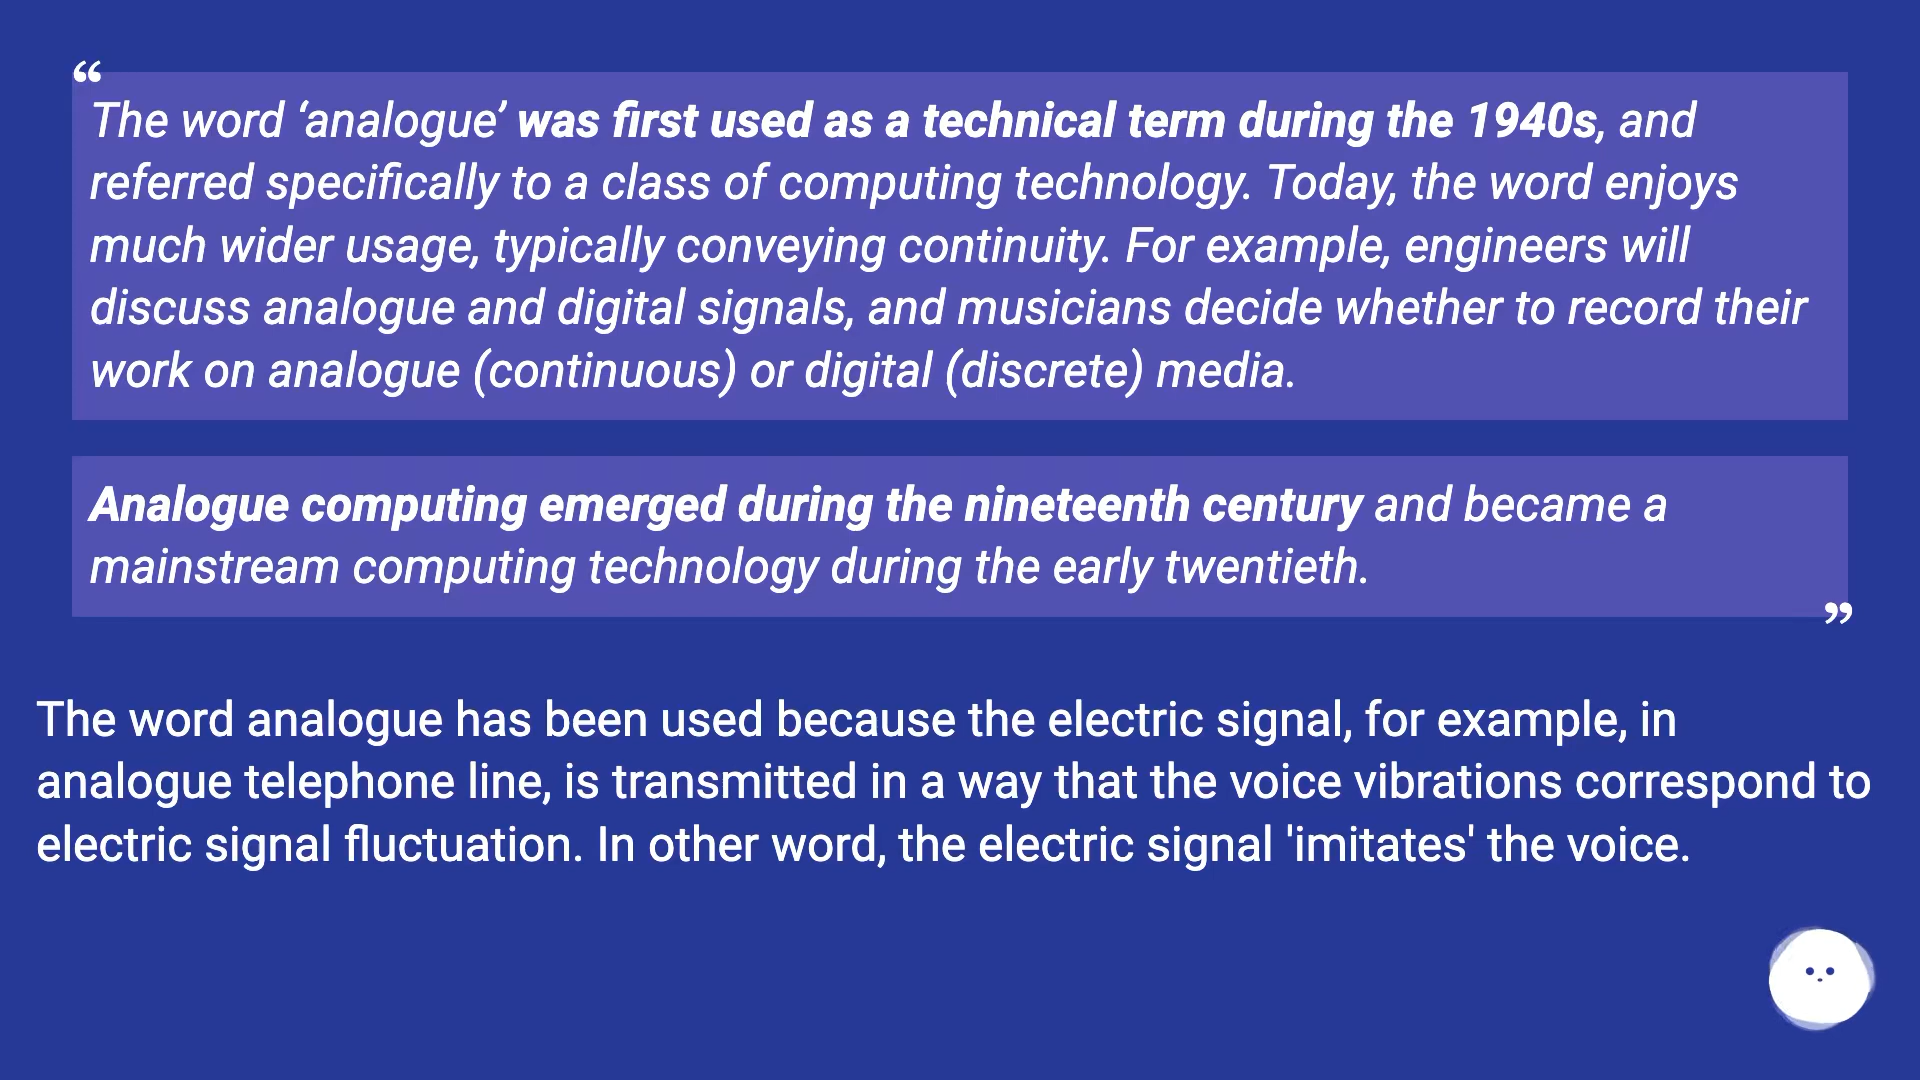 “
The word ‘analogue’ was first used as a technical term during the 1940s, and
referred specifically to a class of computing technology. Today, the word enjoys
much wider usage, typically conveying continuity. For example, engineers will
discuss analogue and digital signals, and musicians decide whether to record their
work on analogue (continuous) or digital (discrete) media.
Analogue computing emerged during the nineteenth century and became a
mainstream computing technology during the early twentieth.
”
The word analogue has been used because the electric signal, for example, in
analogue telephone line, is transmitted in a way that the voice vibrations correspond to
electric signal fluctuation. In other word, the electric signal 'imitates' the voice.